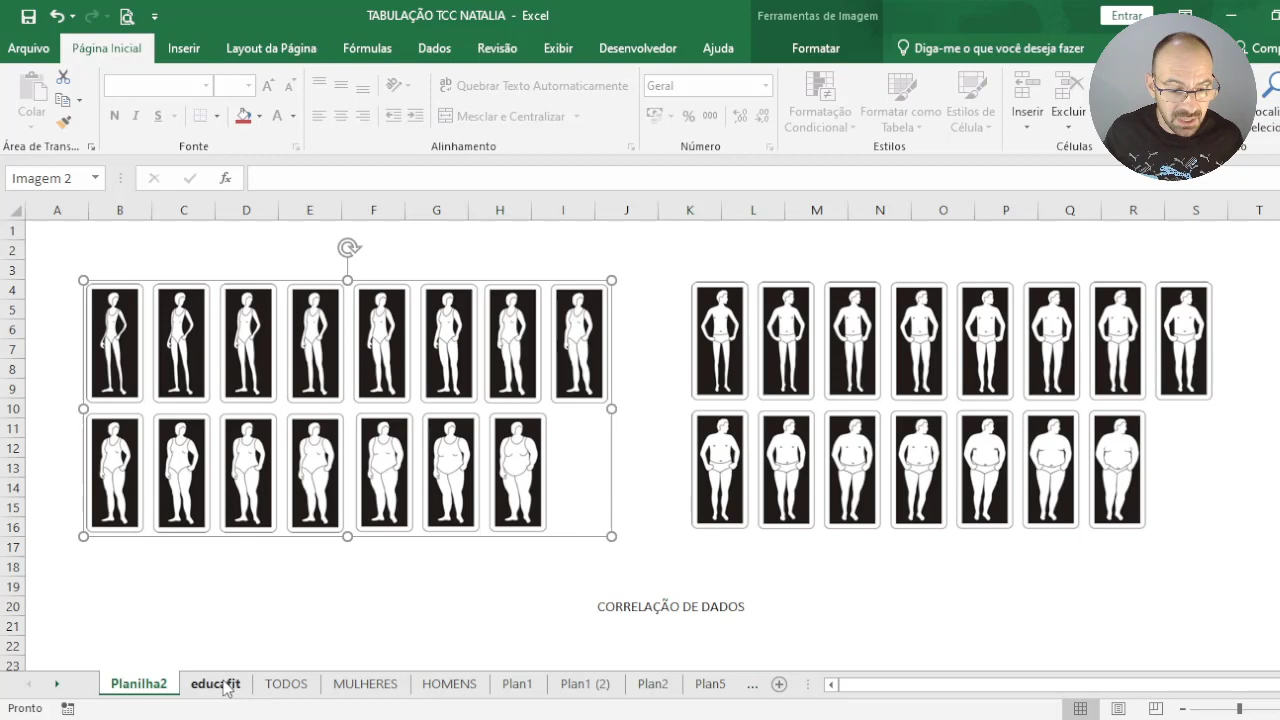 TABULAÇÃO TCC NATALIA - Excel
Ferramentas de Imagem
Entrar
Arquivo
Página Inicial
Inserir
Layout da Página
Fórmulas
Dados
Revisão
Exibir
Desenvolvedor
Ajuda
Formatar
Diga-me o que você deseja fazer
Colar
N I S
A A
ab Quebrar Texto Automaticamente
Mesclar e Centralizar
Geral
% 000
Formatação Condicional
Formatar como Tabela
Estilos de Célula
Inserir
Excluir
Área de Trans...
Fonte
Alinhamento
Número
Estilos
Células
Imagem 2
fx
A B C D E F G H I J K L M N O P Q R S T
1
2
3
4
5
6
7
8
9
10
11
12
13
14
15
16
17
18
19
20
21
22
23
CORRELAÇÃO DE DADOS
Planilha2
TODOS
MULHERES
HOMENS
Plan1
Plan1 (2)
Plan2
Plan5
...
Pronto